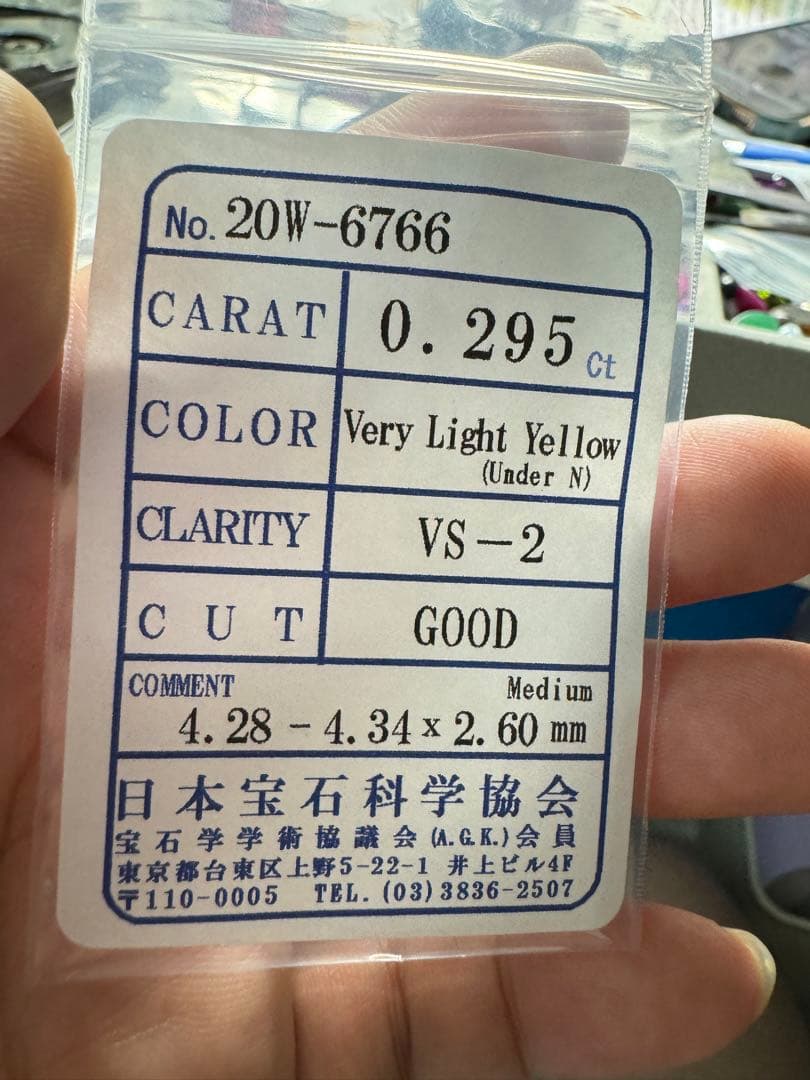 No. 20W-6766
CARAT 0.295 Ct
COLOR Very Light Yellow
(Under N)
CLARITY VS-2
CUT GOOD
COMMENT Medium
4.28 - 4.34 x 2.60 mm
日本宝石科学協会
宝石学学術協議会(A.G.K.)会員
東京都台東区上野5-22-1 井上ビル4F
〒110-0005 TEL. (03)3836-2507